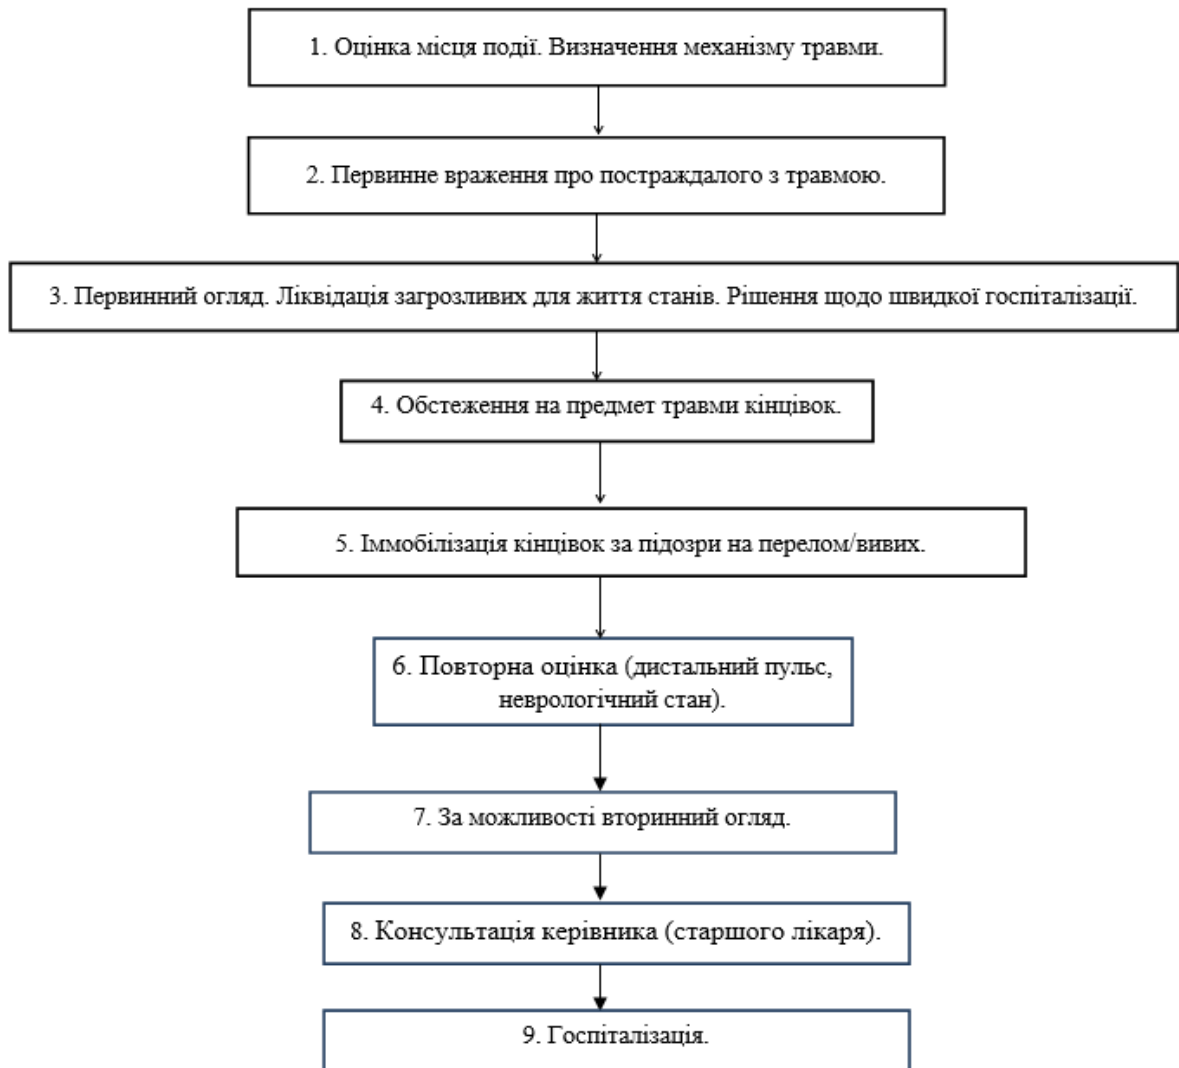 1. Оцінка місця події. Визначення механізму травми.
2. Первинне враження про постраждалого з травмою.
3. Первинний огляд. Ліквідація загрозливих для життя станів. Рішення щодо швидкої госпіталізації.
4. Обстеження на предмет травми кінцівок.
5. Іммобілізація кінцівок за підозри на перелом/вивих.
6. Повторна оцінка (дистальний пульс,
неврологічний стан).
7. За можливості вторинний огляд.
8. Консультація керівника (старшого лікаря).
9. Госпіталізація.